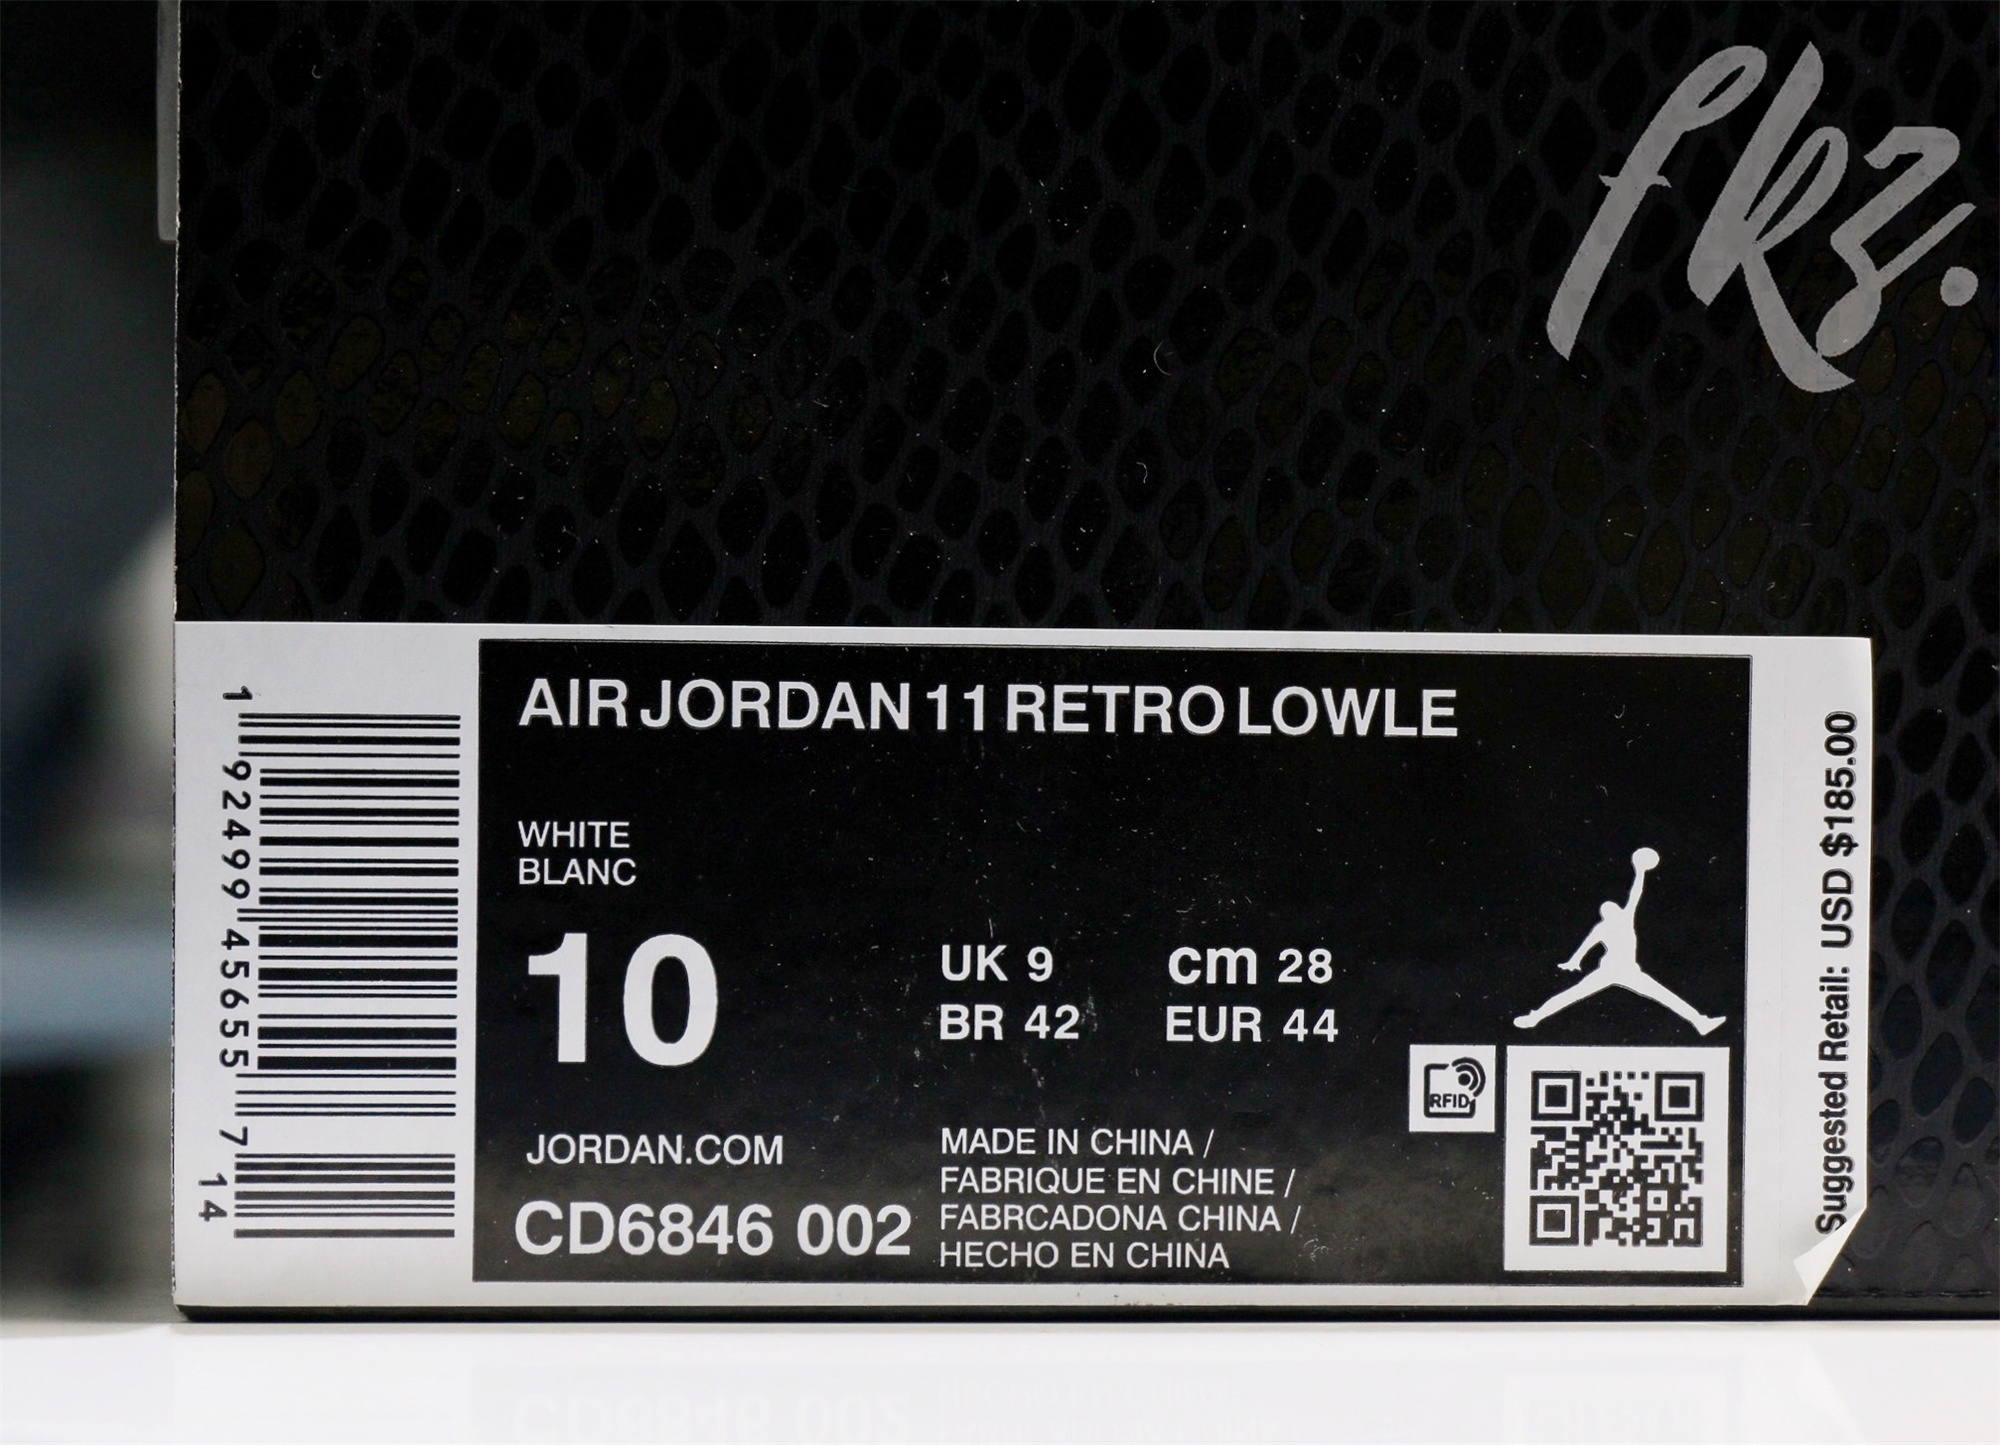 fkz.
AIR JORDAN 11 RETRO LOWLE
WHITE
BLANC
10
UK 9
cm 28
BR 42
EUR 44
RFID
JORDAN.COM
CD6846 002
MADE IN CHINA /
FABRIQUE EN CHINE /
FABRCADONA CHINA /
HECHO EN CHINA
1 92499 45655 7 14
Suggested Retail: USD $185.00